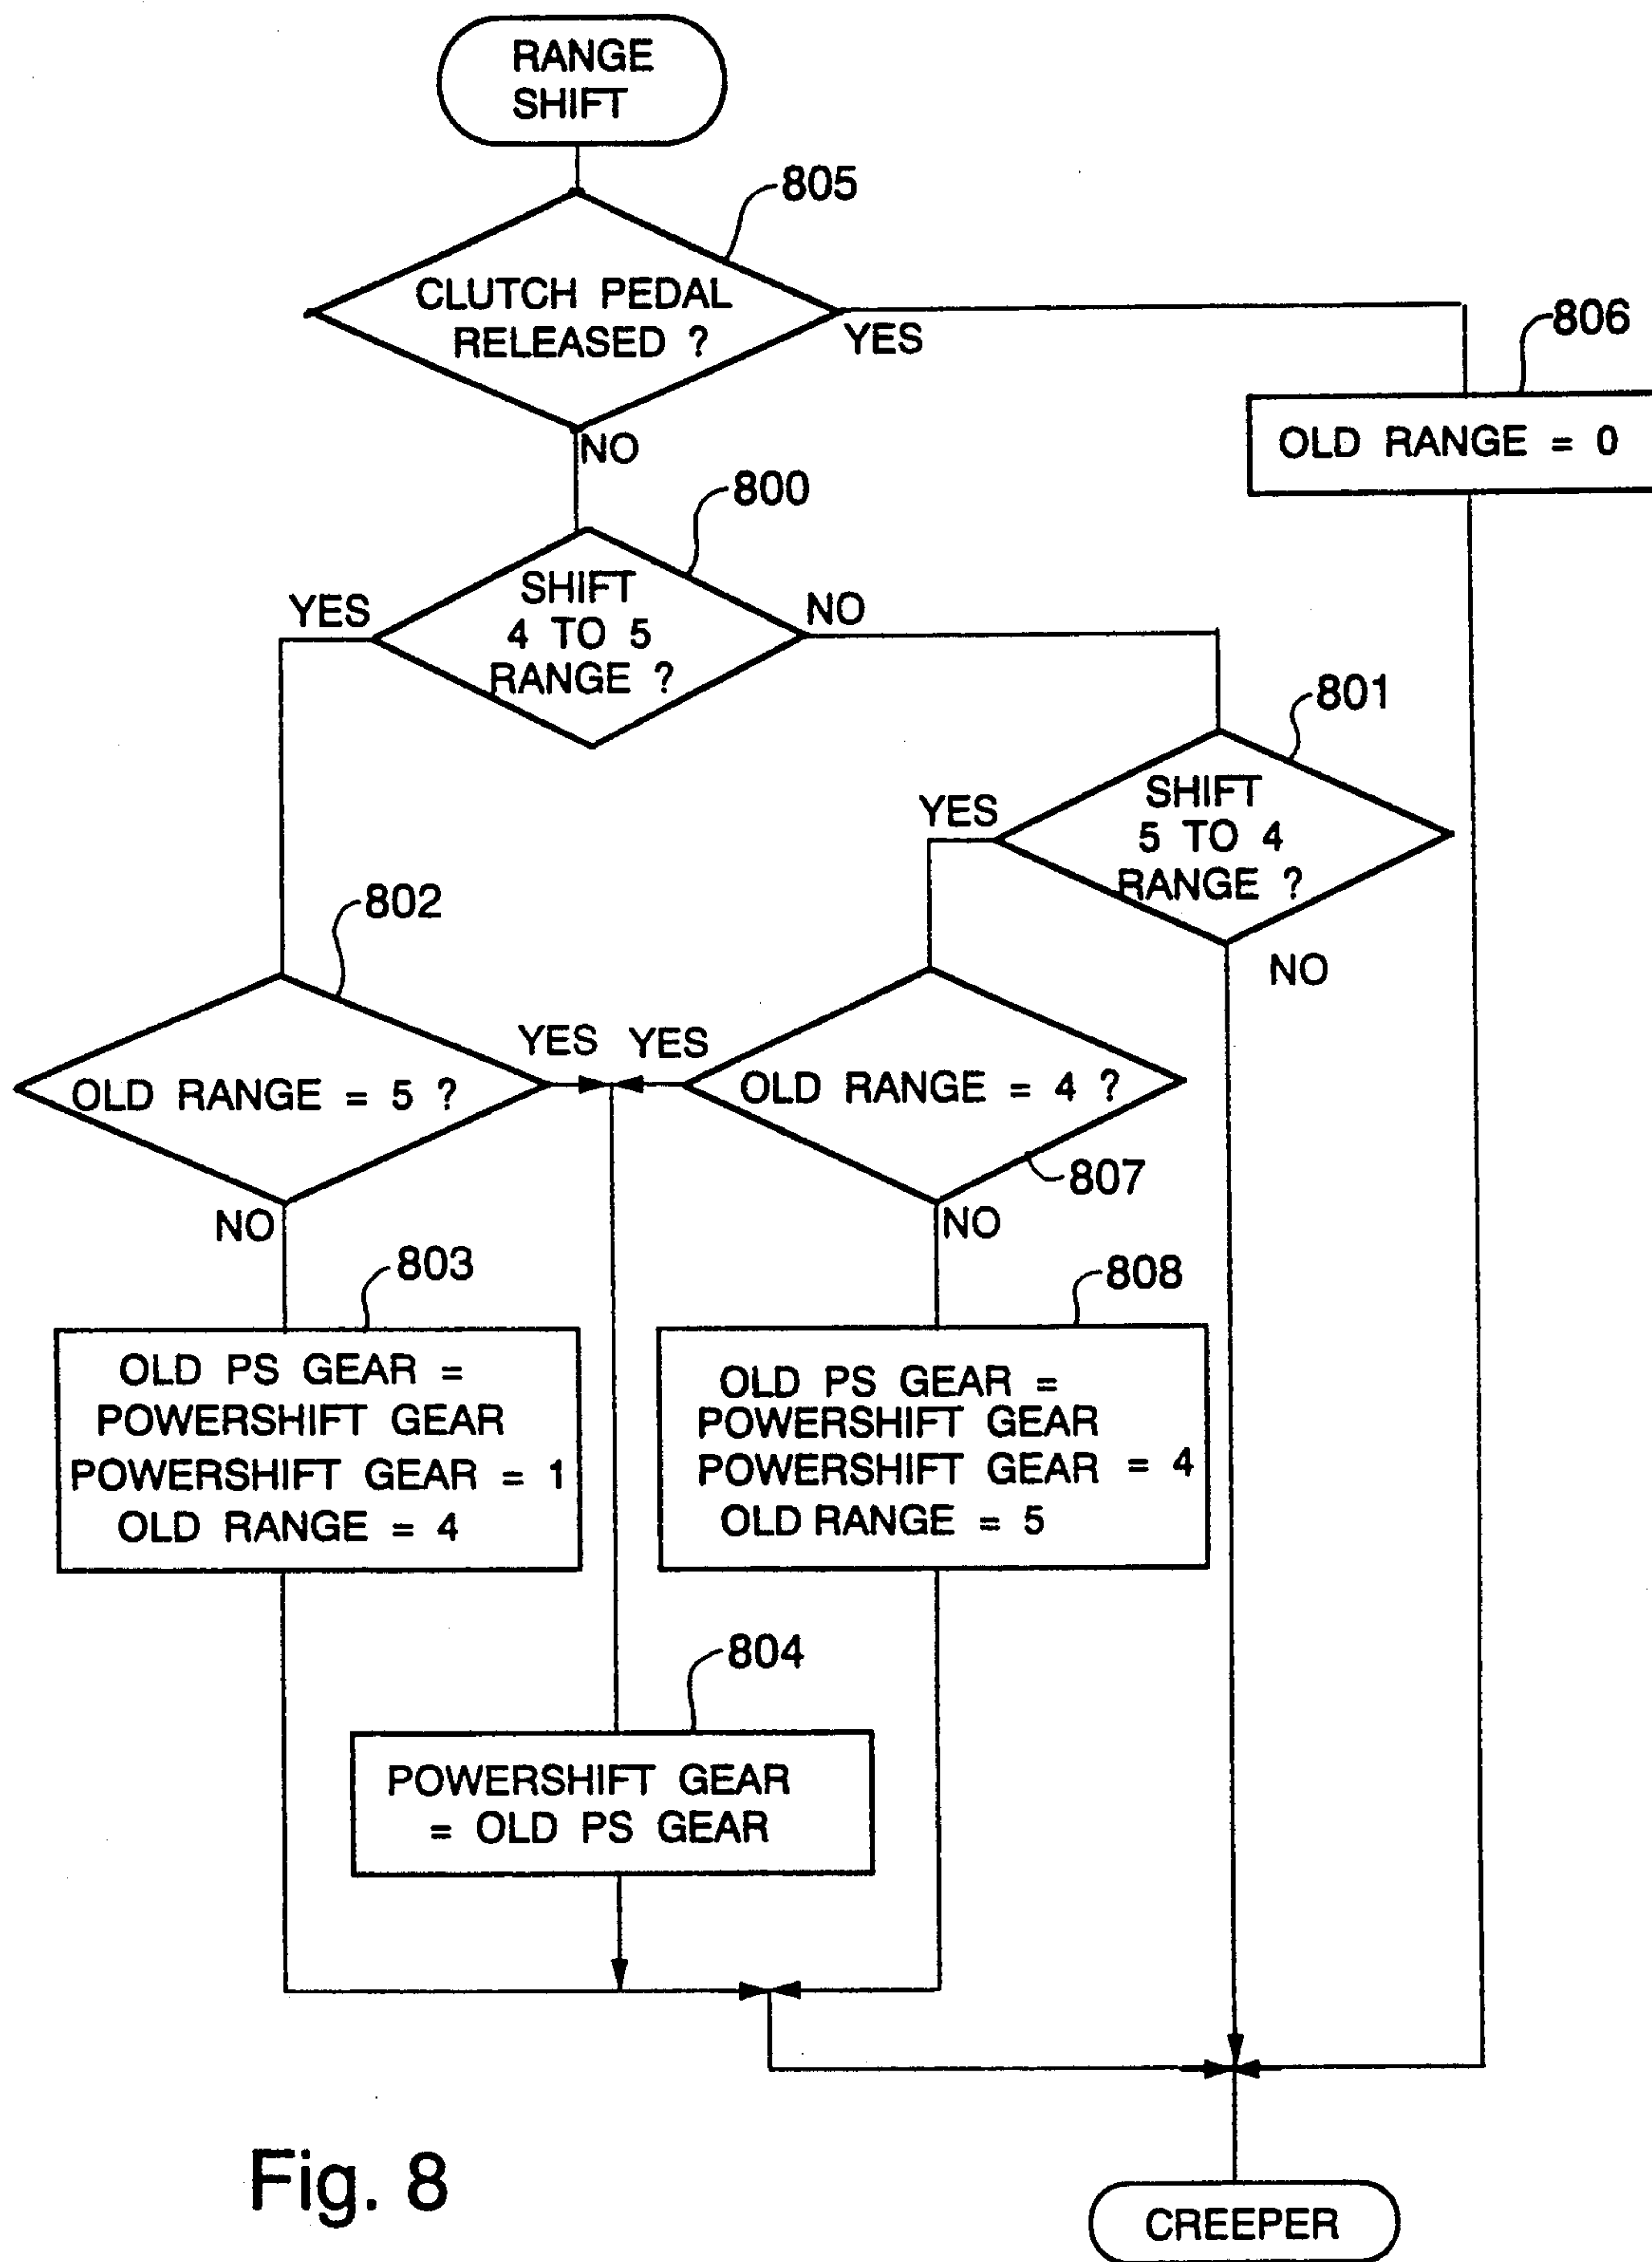 RANGE
SHIFT
805
CLUTCH PEDAL
RELEASED ?
YES
806
OLD RANGE = 0
NO
800
SHIFT
4 TO 5
RANGE ?
YES
NO
801
SHIFT
5 TO 4
RANGE ?
YES
NO
802
OLD RANGE = 5 ?
YES
YES
OLD RANGE = 4 ?
807
NO
NO
803
OLD PS GEAR =
POWERSHIFT GEAR
POWERSHIFT GEAR = 1
OLD RANGE = 4
808
OLD PS GEAR =
POWERSHIFT GEAR
POWERSHIFT GEAR = 4
OLD RANGE = 5
804
POWERSHIFT GEAR
= OLD PS GEAR
Fig. 8
CREEPER